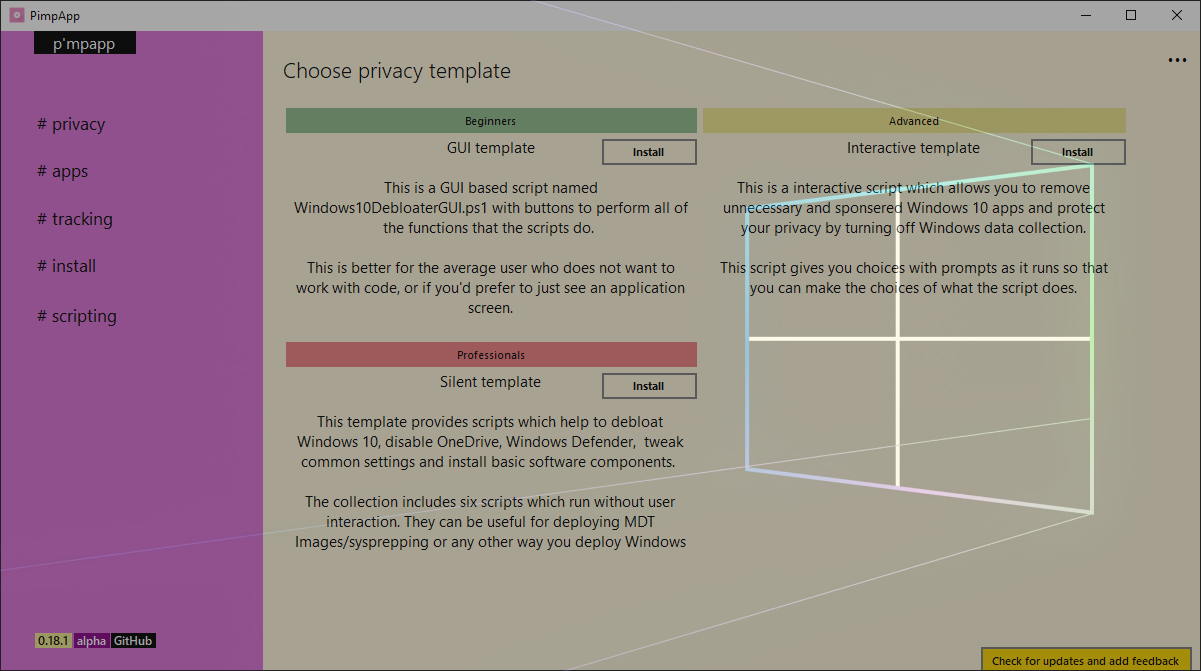 PimpApp
p'mpapp
# privacy
# apps
# tracking
# install
# scripting
0.18.1 alpha GitHub
Choose privacy template
Beginners
GUI template
Install
This is a GUI based script named
Windows10DebloaterGUI.ps1 with buttons to perform all of
the functions that the scripts do.
This is better for the average user who does not want to
work with code, or if you'd prefer to just see an application
screen.
Advanced
Interactive template
Install
This is a interactive script which allows you to remove
unnecessary and sponsered Windows 10 apps and protect
your privacy by turning off Windows data collection.
This script gives you choices with prompts as it runs so that
you can make the choices of what the script does.
Professionals
Silent template
Install
This template provides scripts which help to debloat
Windows 10, disable OneDrive, Windows Defender,  tweak
common settings and install basic software components.
The collection includes six scripts which run without user
interaction. They can be useful for deploying MDT
Images/sysprepping or any other way you deploy Windows
Check for updates and add feedback